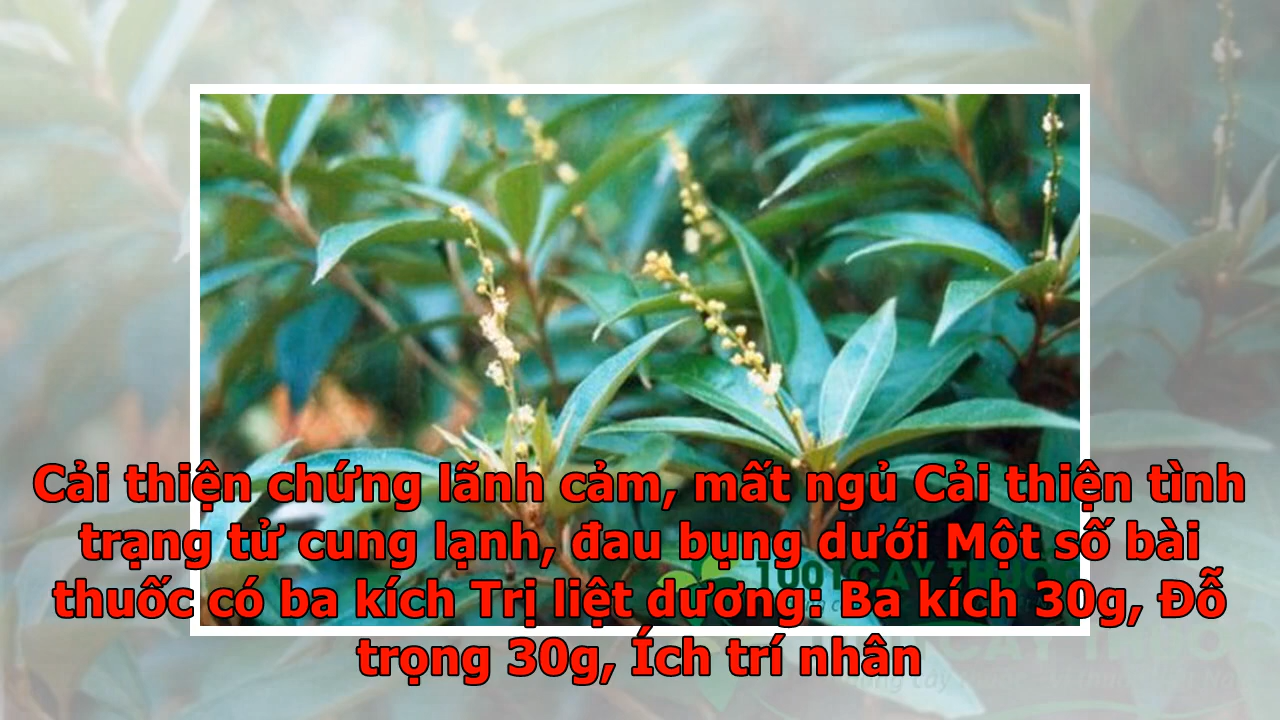 Cải thiện chứng lãnh cảm, mất ngủ Cải thiện tình
trạng tử cung lạnh, đau bụng dưới Một số bài
thuốc có ba kích Trị liệt dương: Ba kích 30g, Đỗ
trọng 30g, Ích trí nhân
1001